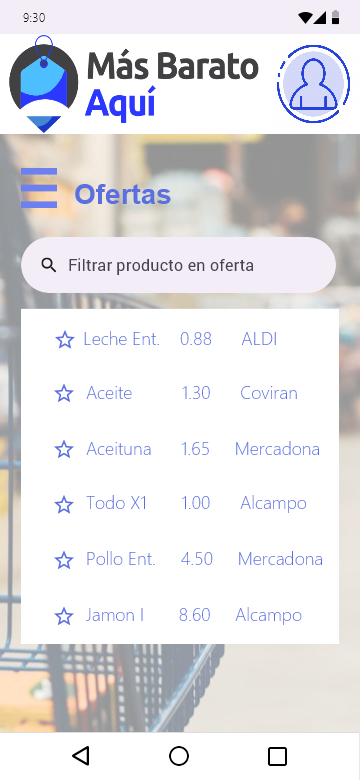 9:30
Más Barato
Aquí
Ofertas
Filtrar producto en oferta
Leche Ent. 0.88 ALDI
Aceite 1.30 Coviran
Aceituna 1.65 Mercadona
Todo X1 1.00 Alcampo
Pollo Ent. 4.50 Mercadona
Jamon I 8.60 Alcampo